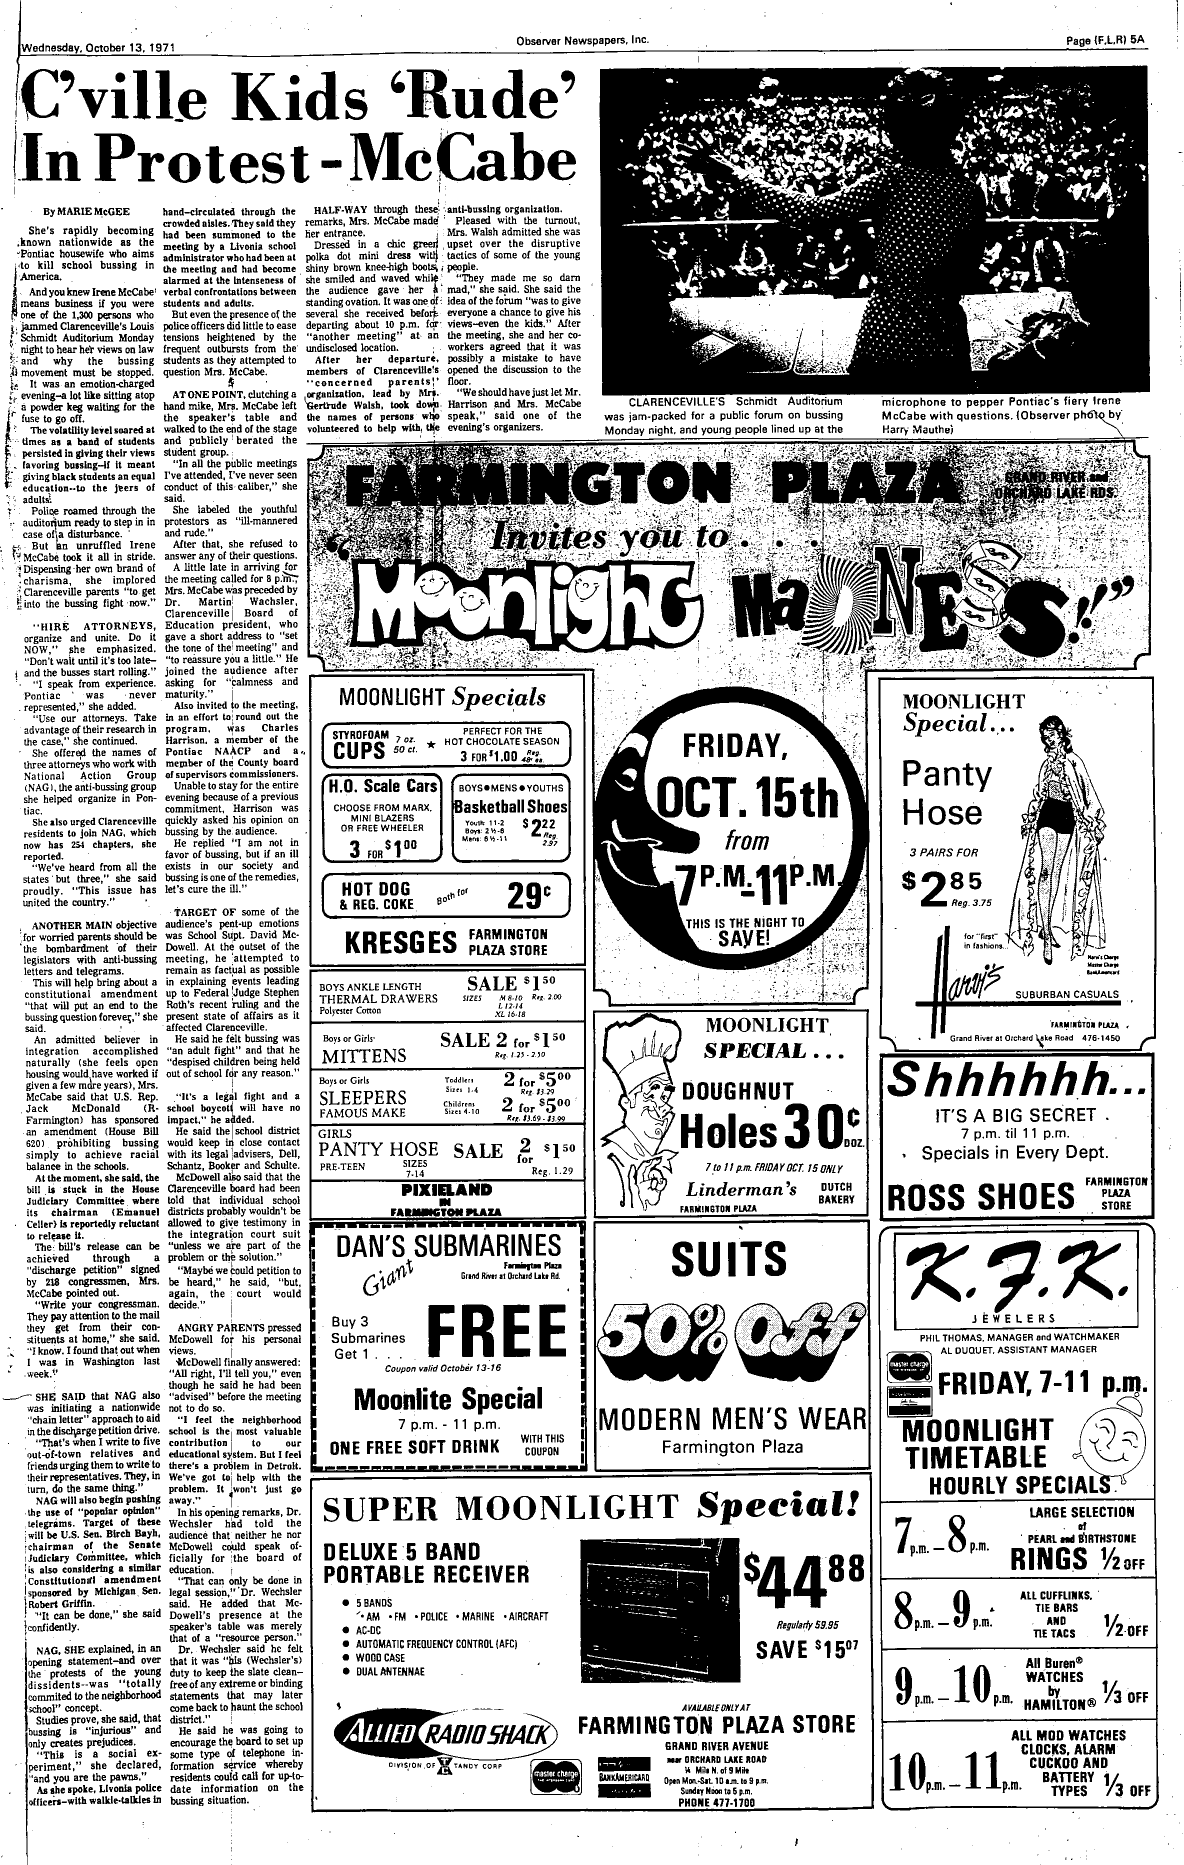 Wednesday, October 13, 1971
Observer Newspapers, Inc.
Page (F,L,R) 5A
C'ville Kids 'Rude'
In Protest - McCabe
By MARIE McGEE
She's rapidly becoming
known nationwide as the
Pontiac housewife who aims
to kill school bussing in
America.
And you knew Irene McCabe
means business if you were
one of the 1,300 persons who
jammed Clarenceville's Louis
Schmidt Auditorium Monday
night to hear her views on law
and why the bussing
movement must be stopped.
It was an emotion-charged
evening—a lot like sitting atop
a powder keg waiting for the
fuse to go off.
The volatility level soared at
times as a band of students
persisted in giving their views
favoring bussing—if it meant
giving black students an equal
education--to the jeers of
adults.
Police roamed through the
auditorium ready to step in in
case of a disturbance.
But an unruffled Irene
McCabe took it all in stride.
Dispensing her own brand of
charisma, she implored
Clarenceville parents "to get
into the bussing fight now."
"HIRE ATTORNEYS,
organize and unite. Do it
NOW," she emphasized.
"Don't wait until it's too late—
and the busses start rolling."
"I speak from experience.
Pontiac was never
represented," she added.
"Use our attorneys. Take
advantage of their research in
the case," she continued.
She offered the names of
three attorneys who work with
National Action Group
(NAG), the anti-bussing group
she helped organize in Pon-
tiac.
She also urged Clarenceville
residents to join NAG, which
now has 254 chapters, she
reported.
"We've heard from all the
states but three," she said
proudly. "This issue has
united the country."
ANOTHER MAIN objective
for worried parents should be
the bombardment of their
legislators with anti-bussing
letters and telegrams.
This will help bring about a
constitutional amendment
"that will put an end to the
bussing question forever," she
said.
An admitted believer in
integration accomplished
naturally (she feels open
housing would have worked if
given a few more years), Mrs.
McCabe said that U.S. Rep.
Jack McDonald (R-
Farmington) has sponsored
an amendment (House Bill
620) prohibiting bussing
simply to achieve racial
balance in the schools.
At the moment, she said, the
bill is stuck in the House
Judiciary Committee where
its chairman (Emanuel
Celler) is reportedly reluctant
to release it.
The bill's release can be
achieved through a
"discharge petition" signed
by 218 congressmen, Mrs.
McCabe pointed out.
"Write your congressman.
They pay attention to the mail
they get from their con-
stituents at home," she said.
"I know. I found that out when
I was in Washington last
week."
SHE SAID that NAG also
was initiating a nationwide
"chain letter" approach to aid
in the discharge petition drive.
"That's when I write to five
out-of-town relatives and
friends urging them to write to
their representatives. They, in
turn, do the same thing."
NAG will also begin pushing
the use of "popular opinion"
telegrams. Target of these
will be U.S. Sen. Birch Bayh,
chairman of the Senate
Judiciary Committee, which
is also considering a similar
Constitutional amendment
sponsored by Michigan Sen.
Robert Griffin.
"It can be done," she said
confidently.
NAG, SHE explained, in an
opening statement—and over
the protests of the young
dissidents--was "totally
commited to the neighborhood
school" concept.
Studies prove, she said, that
bussing is "injurious" and
only creates prejudices.
"This is a social ex-
periment," she declared,
"and you are the pawns."
As she spoke, Livonia police
officers—with walkie-talkies in
hand—circulated through the
crowded aisles. They said they
had been summoned to the
meeting by a Livonia school
administrator who had been at
the meeting and had become
alarmed at the intenseness of
verbal confrontations between
students and adults.
But even the presence of the
police officers did little to ease
tensions heightened by the
frequent outbursts from the
students as they attempted to
question Mrs. McCabe.
AT ONE POINT, clutching a
hand mike, Mrs. McCabe left
the speaker's table and
walked to the end of the stage
and publicly berated the
student group.
"In all the public meetings
I've attended, I've never seen
conduct of this caliber," she
said.
She labeled the youthful
protestors as "ill-mannered
and rude."
After that, she refused to
answer any of their questions.
A little late in arriving for
the meeting called for 8 p.m.,
Mrs. McCabe was preceded by
Dr. Martin Wachsler,
Clarenceville Board of
Education president, who
gave a short address to "set
the tone of the meeting" and
"to reassure you a little." He
joined the audience after
asking for "calmness and
maturity."
Also invited to the meeting,
in an effort to round out the
program, was Charles
Harrison, a member of the
Pontiac NAACP and a
member of the County board
of supervisors commissioners.
Unable to stay for the entire
evening because of a previous
commitment, Harrison was
quickly asked his opinion on
bussing by the audience.
He replied "I am not in
favor of bussing, but if an ill
exists in our society and
bussing is one of the remedies,
let's cure the ill."
TARGET OF some of the
audience's pent-up emotions
was School Supt. David Mc-
Dowell. At the outset of the
meeting, he attempted to
remain as factual as possible
in explaining events leading
up to Federal Judge Stephen
Roth's recent ruling and the
present state of affairs as it
affected Clarenceville.
He said he felt bussing was
"an adult fight" and that he
"despised children being held
out of school for any reason."
"It's a legal fight and a
school boycott will have no
impact," he added.
He said the school district
would keep in close contact
with its legal advisers, Dell,
Schantz, Booker and Schulte.
McDowell also said that the
Clarenceville board had been
told that individual school
districts probably wouldn't be
allowed to give testimony in
the integration court suit
"unless we are part of the
problem or the solution."
"Maybe we could petition to
be heard," he said, "but,
again, the court would
decide."
ANGRY PARENTS pressed
McDowell for his personal
views.
McDowell finally answered:
"All right, I'll tell you," even
though he said he had been
"advised" before the meeting
not to do so.
"I feel the neighborhood
school is the most valuable
contribution to our
educational system. But I feel
there's a problem in Detroit.
We've got to help with the
problem. It won't just go
away."
In his opening remarks, Dr.
Wechsler had told the
audience that neither he nor
McDowell could speak of-
ficially for the board of
education.
"That can only be done in
legal session," Dr. Wechsler
said. He added that Mc-
Dowell's presence at the
speaker's table was merely
that of a "resource person."
Dr. Wechsler said he felt
that it was "his (Wechsler's)
duty to keep the slate clean—
free of any extreme or binding
statements that may later
come back to haunt the school
district."
He said he was going to
encourage the board to set up
some type of telephone in-
formation service whereby
residents could call for up-to-
date information on the
bussing situation.
HALF-WAY through these
remarks, Mrs. McCabe made
her entrance.
Dressed in a chic green
polka dot mini dress with
shiny brown knee-high boots,
she smiled and waved while
the audience gave her a
standing ovation. It was one of
several she received before
departing about 10 p.m. for
"another meeting" at an
undisclosed location.
After her departure,
members of Clarenceville's
"concerned parents"
organization, lead by Mrs.
Gertrude Walsh, took down
the names of persons who
volunteered to help with, the
anti-bussing organization.
Pleased with the turnout,
Mrs. Walsh admitted she was
upset over the disruptive
tactics of some of the young
people.
"They made me so darn
mad," she said. She said the
idea of the forum "was to give
everyone a chance to give his
views—even the kids." After
the meeting, she and her co-
workers agreed that it was
possibly a mistake to have
opened the discussion to the
floor.
"We should have just let Mr.
Harrison and Mrs. McCabe
speak," said one of the
evening's organizers.
CLARENCEVILLE'S Schmidt Auditorium
was jam-packed for a public forum on bussing
Monday night, and young people lined up at the
microphone to pepper Pontiac's fiery Irene
McCabe with questions. (Observer photo by
Harry Mauthe)
FARMINGTON PLAZA
GRAND RIVER and
ORCHARD LAKE RDS.
Invites you to . . .
"Moonlight MaDNESS!!"
MOONLIGHT Specials
STYROFOAM
CUPS
7 oz.
50 ct.
★
PERFECT FOR THE
HOT CHOCOLATE SEASON
3 FOR $1.00 Reg. 48¢ ea.
H.O. Scale Cars
CHOOSE FROM MARX,
MINI BLAZERS
OR FREE WHEELER
3 FOR $1.00
BOYS•MENS•YOUTHS
Basketball Shoes
Youth: 11-2
Boys: 2½-6
Mens: 6½-11
$2.22
Reg. 2.97
HOT DOG
& REG. COKE
Both for
29¢
KRESGES
FARMINGTON
PLAZA STORE
BOYS ANKLE LENGTH
THERMAL DRAWERS
Polyester Cotton
SALE $1.50
SIZES M 8-10 Reg. 2.00
L 12-14
XL 16-18
Boys or Girls
MITTENS
SALE 2 for $1.50
Reg. 1.25 - 2.50
Boys or Girls
SLEEPERS
FAMOUS MAKE
Toddlers
Sizes 1-4
2 for $5.00
Reg. $3.29
Childrens
Sizes 4-10
2 for $5.00
Reg. $3.69 - $3.99
GIRLS
PANTY HOSE
PRE-TEEN
SIZES
7-14
SALE 2 for $1.50
Reg. 1.29
PIXIELAND
IN
FARMINGTON PLAZA
FRIDAY,
OCT. 15th
from
7 P.M.-11 P.M.
THIS IS THE NIGHT TO
SAVE!
MOONLIGHT
Special...
Panty
Hose
3 PAIRS FOR
$2.85
Reg. 3.75
for "first"
in fashions...
Harv's
SUBURBAN CASUALS
Harv's Charge
Master Charge
BankAmericard
FARMINGTON PLAZA
Grand River at Orchard Lake Road 476-1450
MOONLIGHT
SPECIAL...
DOUGHNUT
Holes 30¢ DOZ.
7 to 11 p.m. FRIDAY OCT. 15 ONLY
Linderman's
DUTCH
BAKERY
FARMINGTON PLAZA
Shhhhhh...
IT'S A BIG SECRET
7 p.m. til 11 p.m.
Specials in Every Dept.
ROSS SHOES
FARMINGTON
PLAZA
STORE
DAN'S SUBMARINES
Giant
Farmington Plaza
Grand River at Orchard Lake Rd.
Buy 3
Submarines
Get 1 . . .
FREE
Coupon valid October 13-16
Moonlite Special
7 p.m. - 11 p.m.
ONE FREE SOFT DRINK
WITH THIS
COUPON
SUITS
50% Off
MODERN MEN'S WEAR
Farmington Plaza
K.F.K.
JEWELERS
PHIL THOMAS, MANAGER and WATCHMAKER
AL DUQUET, ASSISTANT MANAGER
master charge
FRIDAY, 7-11 p.m.
MOONLIGHT
TIMETABLE
HOURLY SPECIALS
7p.m.–8p.m.
LARGE SELECTION
of
PEARL and BIRTHSTONE
RINGS ½ OFF
8p.m.–9p.m.
ALL CUFFLINKS,
TIE BARS
AND
TIE TACS
½ OFF
9p.m.–10p.m.
All Buren®
WATCHES
by
HAMILTON®
⅓ OFF
10p.m.–11p.m.
ALL MOD WATCHES
CLOCKS, ALARM
CUCKOO AND
BATTERY
TYPES
⅓ OFF
SUPER MOONLIGHT Special!
DELUXE 5 BAND
PORTABLE RECEIVER
● 5 BANDS
• AM • FM • POLICE • MARINE • AIRCRAFT
● AC-DC
● AUTOMATIC FREQUENCY CONTROL (AFC)
● WOOD CASE
● DUAL ANTENNAE
$44.88
Regularly 59.95
SAVE $15.07
ALLIED RADIO SHACK
DIVISION OF TANDY CORP
master charge
BANKAMERICARD
AVAILABLE ONLY AT
FARMINGTON PLAZA STORE
GRAND RIVER AVENUE
near ORCHARD LAKE ROAD
¼ Mile N. of 9 Mile
Open Mon.-Sat. 10 a.m. to 9 p.m.
Sunday Noon to 5 p.m.
PHONE 477-1700